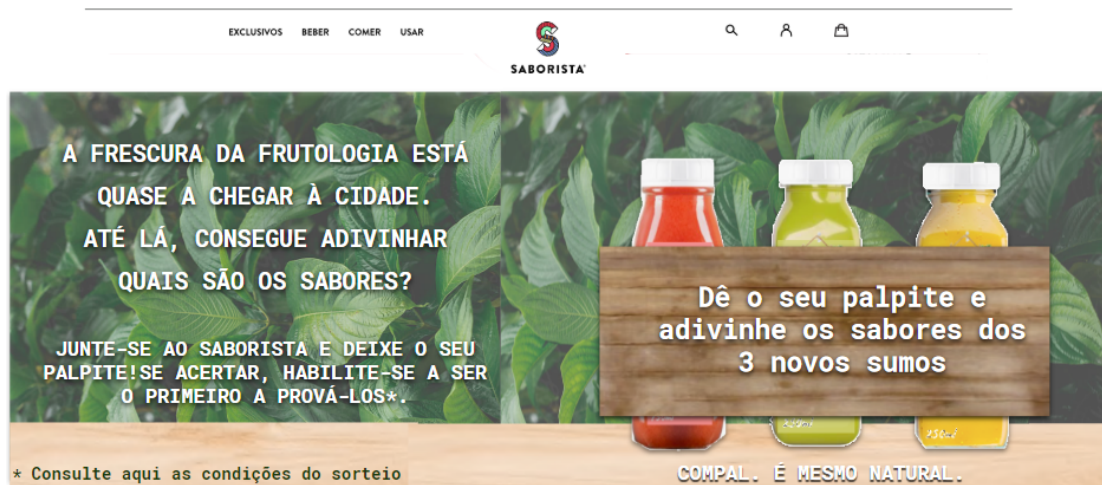 EXCLUSIVOS BEBER COMER USAR
SABORISTA
A FRESCURA DA FRUTOLOGIA ESTÁ
QUASE A CHEGAR À CIDADE.
ATÉ LÁ, CONSEGUE ADIVINHAR
QUAIS SÃO OS SABORES?
JUNTE-SE AO SABORISTA E DEIXE O SEU
PALPITE!SE ACERTAR, HABILITE-SE A SER
O PRIMEIRO A PROVÁ-LOS*.
* Consulte aqui as condições do sorteio
Dê o seu palpite e
adivinhe os sabores dos
3 novos sumos
COMPAL. É MESMO NATURAL.